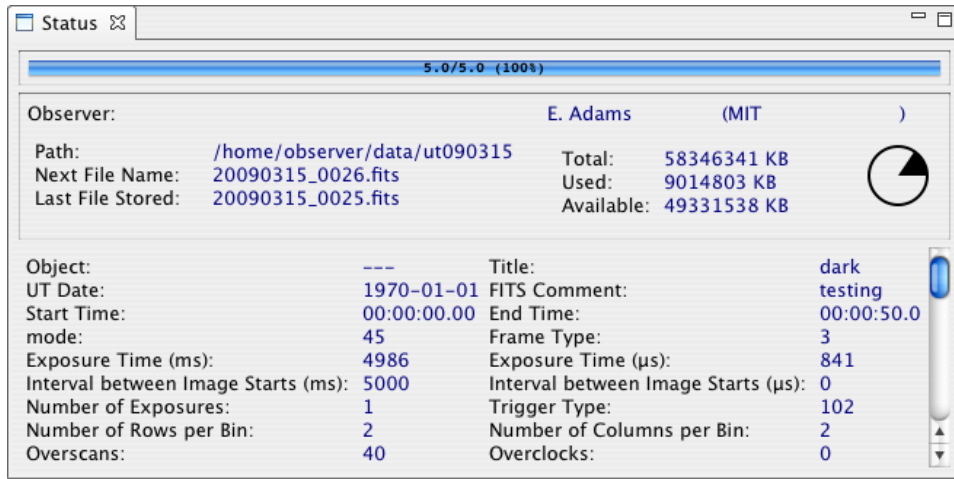 Status
5.0/5.0 (100%)
Observer: E. Adams (MIT )
Path: /home/observer/data/ut090315
Next File Name: 20090315_0026.fits
Last File Stored: 20090315_0025.fits
Total: 58346341 KB
Used: 9014803 KB
Available: 49331538 KB
Object: --- Title: dark
UT Date: 1970-01-01 FITS Comment: testing
Start Time: 00:00:00.00 End Time: 00:00:50.0
mode: 45 Frame Type: 3
Exposure Time (ms): 4986 Exposure Time (µs): 841
Interval between Image Starts (ms): 5000 Interval between Image Starts (µs): 0
Number of Exposures: 1 Trigger Type: 102
Number of Rows per Bin: 2 Number of Columns per Bin: 2
Overscans: 40 Overclocks: 0